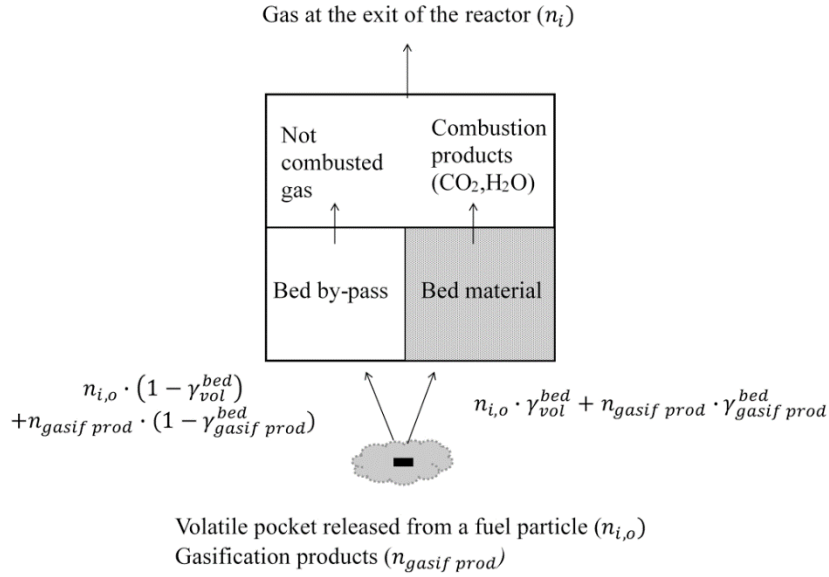 Gas at the exit of the reactor (n_i)
Not
combusted
gas
Combustion
products
(CO₂,H₂O)
Bed by-pass
Bed material
n_{i,o} · (1 − γ_{vol}^{bed})
+n_{gasif prod} · (1 − γ_{gasif prod}^{bed})
n_{i,o} · γ_{vol}^{bed} + n_{gasif prod} · γ_{gasif prod}^{bed}
Volatile pocket released from a fuel particle (n_{i,o})
Gasification products (n_{gasif prod})